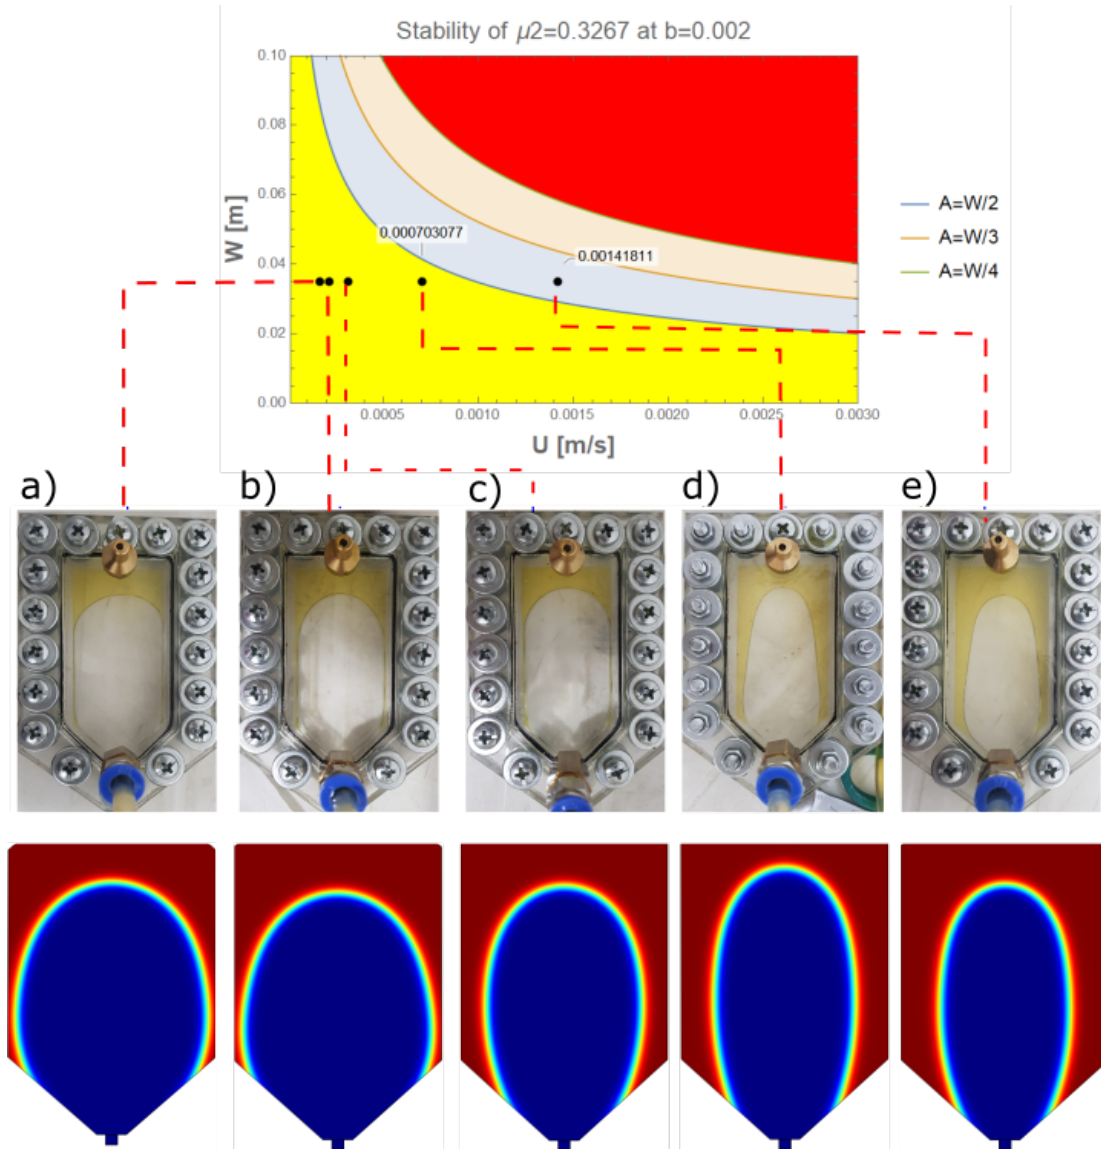 Stability of μ2=0.3267 at b=0.002
0.10
0.08
0.06
0.04
0.02
0.00
W [m]
0.000703077
0.00141811
A=W/2
A=W/3
A=W/4
0.0005 0.0010 0.0015 0.0020 0.0025 0.0030
U [m/s]
a) b) c) d) e)